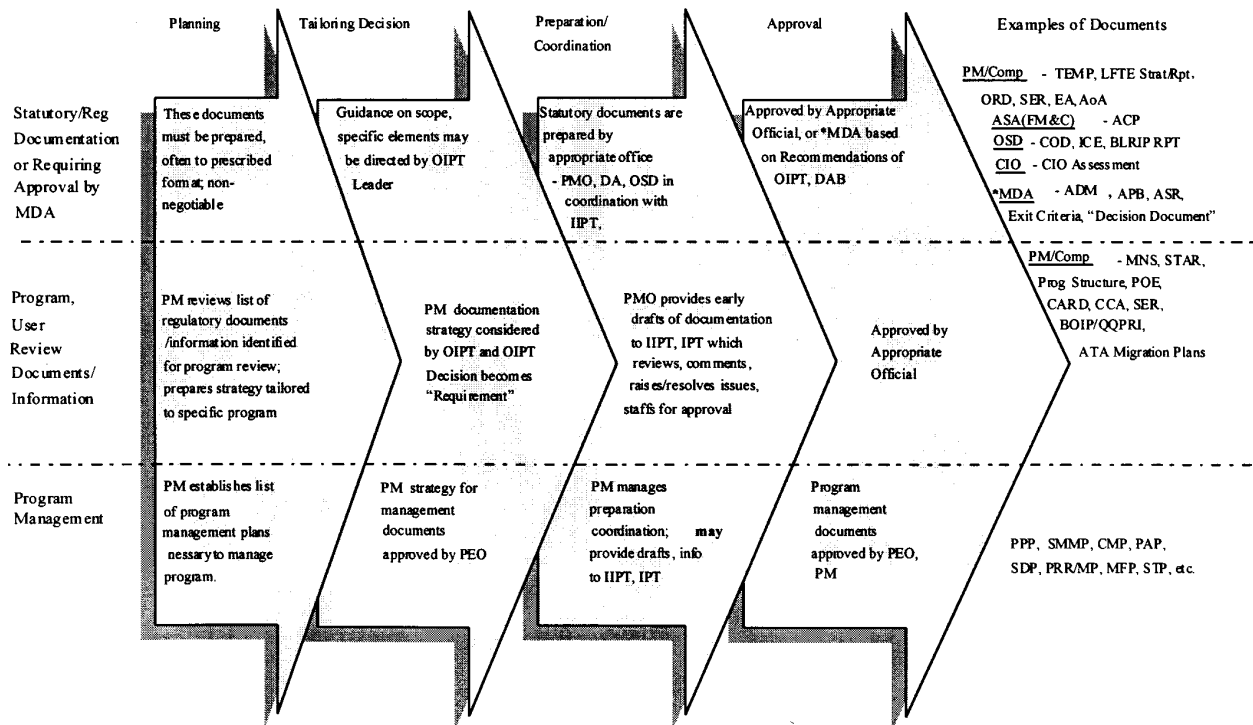 Planning
Tailoring Decision
Preparation/
Coordination
Approval
Examples of Documents
Statutory/Reg
Documentation
or Requiring
Approval by
MDA
These documents
must be prepared,
often to prescribed
format; non-
negotiable
Guidance on scope,
specific elements may
be directed by OIPT
Leader
Statutory documents are
prepared by
appropriate office
- PMO, DA, OSD in
coordination with
IIPT,
Approved by Appropriate
Official, or *MDA based
on Recommendations of
OIPT, DAB
PM/Comp - TEMP, LFTE Strat/Rpt,
ORD, SER, EA, AoA
ASA(FM&C) - ACP
OSD - COD, ICE, BLRIP RPT
CIO - CIO Assessment
*MDA - ADM , APB, ASR,
Exit Criteria, “Decision Document”
Program,
User
Review
Documents/
Information
PM reviews list of
regulatory documents
/information identified
for program review;
prepares strategy tailored
to specific program
PM documentation
strategy considered
by OIPT and OIPT
Decision becomes
“Requirement”
PMO provides early
drafts of documentation
to IIPT, IPT which
reviews, comments,
raises/resolves issues,
staffs for approval
Approved by
Appropriate
Official
PM/Comp - MNS, STAR,
Prog Structure, POE,
CARD, CCA, SER,
BOIP/QQPRI,
ATA Migration Plans
Program
Management
PM establishes list
of program
management plans
nessary to manage
program.
PM strategy for
management
documents
approved by PEO
PM manages
preparation
coordination; may
provide drafts, info
to IIPT, IPT
Program
management
documents
approved by PEO,
PM
PPP, SMMP, CMP, PAP,
SDP, PRR/MP, MFP, STP, etc.